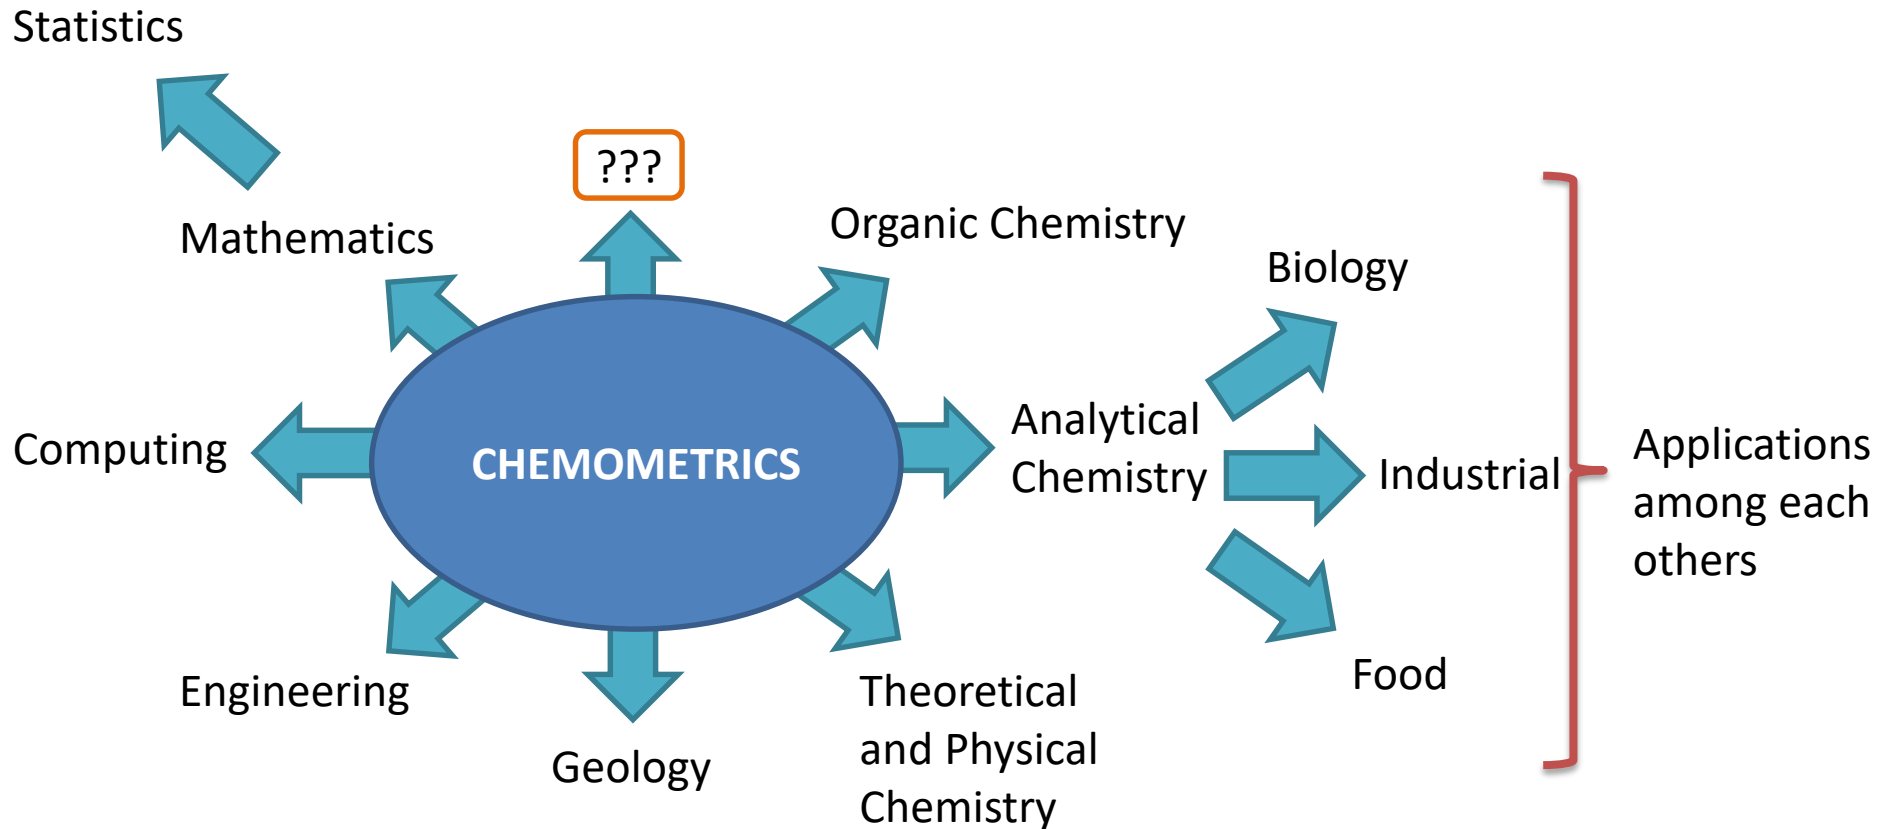 Statistics
???
Mathematics
Organic Chemistry
Biology
Computing
CHEMOMETRICS
Analytical
Chemistry
Industrial
Applications
among each
others
Engineering
Geology
Theoretical
and Physical
Chemistry
Food